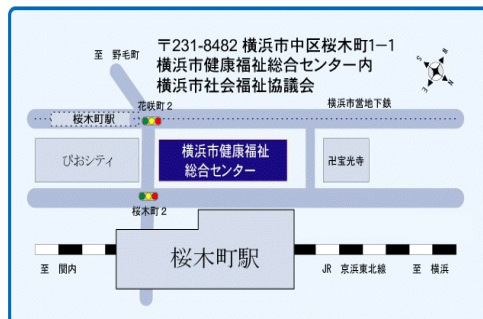 〒231-8482 横浜市中区桜木町1−1
横浜市健康福祉総合センター内
横浜市社会福祉協議会
至 野毛町
花咲町2
横浜市営地下鉄
桜木町駅
ぴおシティ
横浜市健康福祉
総合センター
卍宝光寺
桜木町2
桜木町駅
至 関内
JR 京浜東北線
至 横浜
N
S
E
W